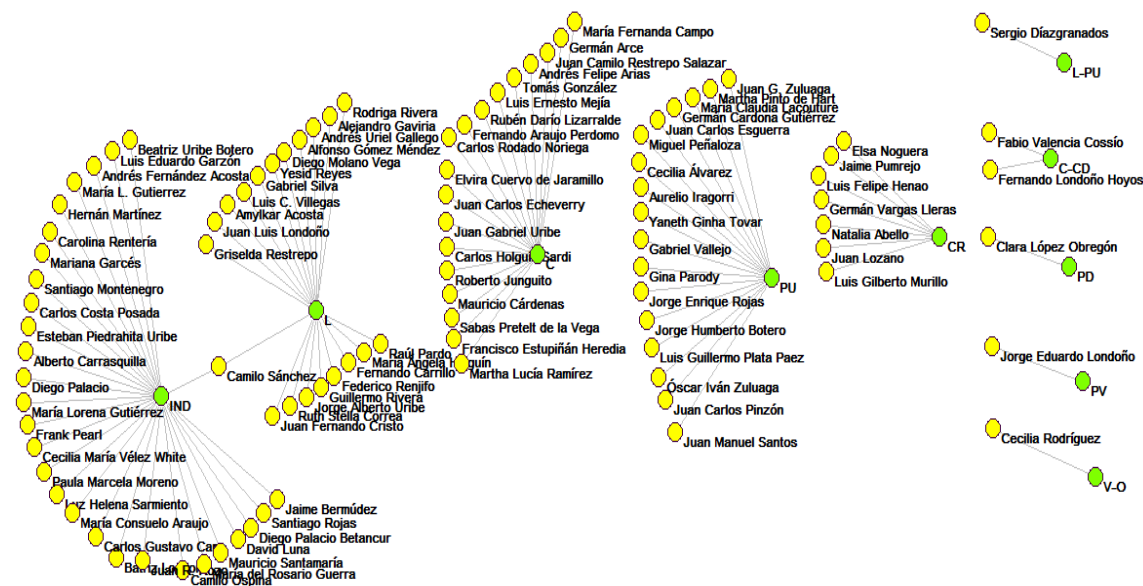 Beatriz Uribe Botero
Luis Eduardo Garzón
Andrés Fernández Acosta
María L. Gutierrez
Hernán Martínez
Carolina Rentería
Mariana Garcés
Santiago Montenegro
Carlos Costa Posada
Esteban Piedrahita Uribe
Alberto Carrasquilla
Diego Palacio
IND
María Lorena Gutiérrez
Frank Pearl
Cecilia María Vélez White
Paula Marcela Moreno
Luz Helena Sarmiento
María Consuelo Araujo
Carlos Gustavo
Juan
Camilo Ospina
María del Rosario Guerra
Mauricio Santamaría
David Luna
Diego Palacio Betancur
Santiago Rojas
Jaime Bermúdez
Rodriga Rivera
Alejandro Gaviria
Andrés Uriel Gallego
Alfonso Gómez Méndez
Diego Molano Vega
Yesid Reyes
Gabriel Silva
Luis C. Villegas
Amylkar Acosta
Juan Luis Londoño
Griselda Restrepo
L
Camilo Sánchez
Raúl Pardo
María Angela Holguín
Fernando Carrillo
Federico Renjifo
Guillermo Rivera
Jorge Alberto Uribe
Ruth Stella Correa
Juan Fernando Cristo
María Fernanda Campo
Germán Arce
Juan Camilo Restrepo Salazar
Andrés Felipe Arias
Tomás González
Luis Ernesto Mejía
Rubén Darío Lizarralde
Fernando Araujo Perdomo
Carlos Rodado Noriega
Elvira Cuervo de Jaramillo
Juan Carlos Echeverry
Juan Gabriel Uribe
Carlos Holguín Sardi
C
Roberto Junguito
Mauricio Cárdenas
Sabas Pretelt de la Vega
Francisco Estupiñán Heredia
Martha Lucía Ramírez
Juan G. Zuluaga
Martha Pinto de Hart
María Claudia Lacouture
Germán Cardona Gutiérrez
Juan Carlos Esguerra
Miguel Peñaloza
Cecilia Álvarez
Aurelio Iragorri
Yaneth Ginha Tovar
Gabriel Vallejo
Gina Parody
PU
Jorge Enrique Rojas
Jorge Humberto Botero
Luis Guillermo Plata Paez
Óscar Iván Zuluaga
Juan Carlos Pinzón
Juan Manuel Santos
Elsa Noguera
Jaime Pumrejo
Luis Felipe Henao
Germán Vargas Lleras
Natalia Abello
CR
Juan Lozano
Luis Gilberto Murillo
Sergio Díazgranados
L-PU
Fabio Valencia Cossío
C-CD
Fernando Londoño Hoyos
Clara López Obregón
PD
Jorge Eduardo Londoño
PV
Cecilia Rodríguez
V-O